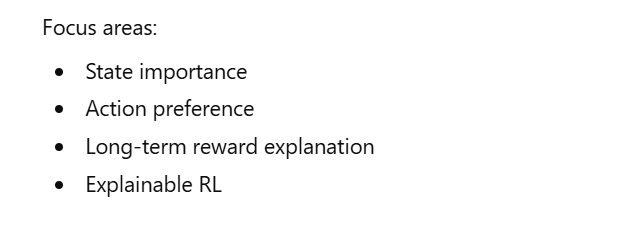 Focus areas:
• State importance
• Action preference
• Long-term reward explanation
• Explainable RL